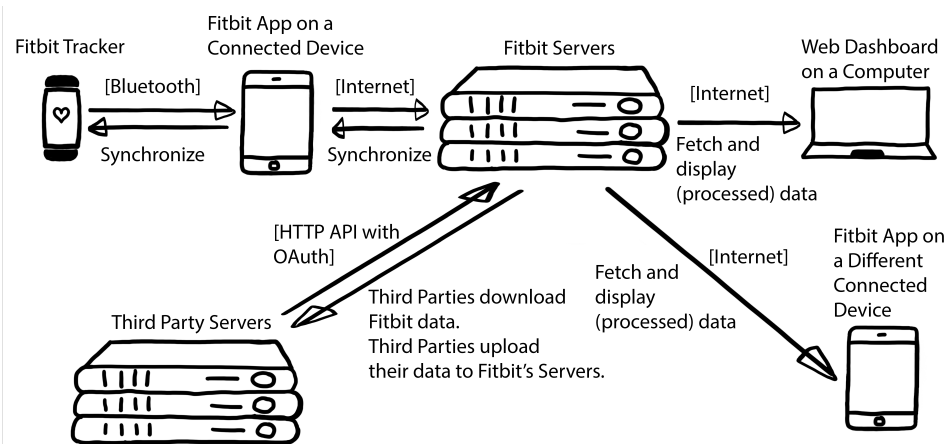 Fitbit Tracker
Fitbit App on a
Connected Device
Fitbit Servers
Web Dashboard
on a Computer
[Bluetooth]
Synchronize
[Internet]
Synchronize
[Internet]
Fetch and
display
(processed) data
[HTTP API with
OAuth]
Third Parties download
Fitbit data.
Third Parties upload
their data to Fitbit's Servers.
Third Party Servers
Fetch and
display
(processed) data
[Internet]
Fitbit App on
a Different
Connected
Device